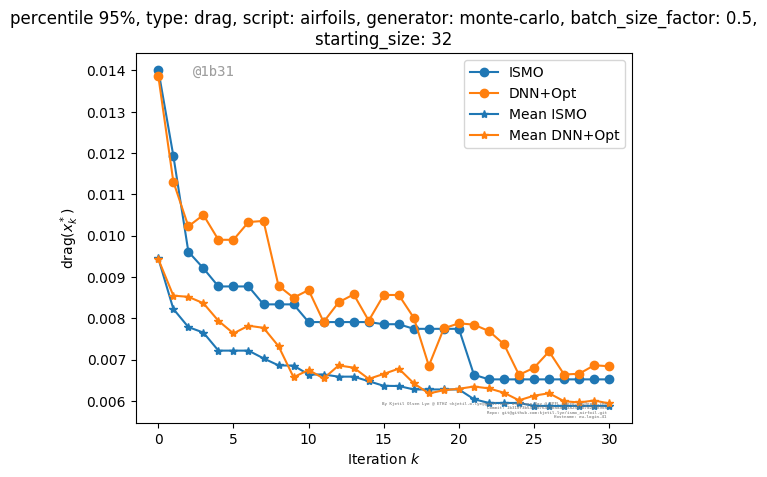 percentile 95%, type: drag, script: airfoils, generator: monte-carlo, batch_size_factor: 0.5,
starting_size: 32
@1b31
ISMO
DNN+Opt
Mean ISMO
Mean DNN+Opt
0.014
0.013
0.012
0.011
0.010
0.009
0.008
0.007
0.006
drag(x_k^*)
0
5
10
15
20
25
30
Iteration k